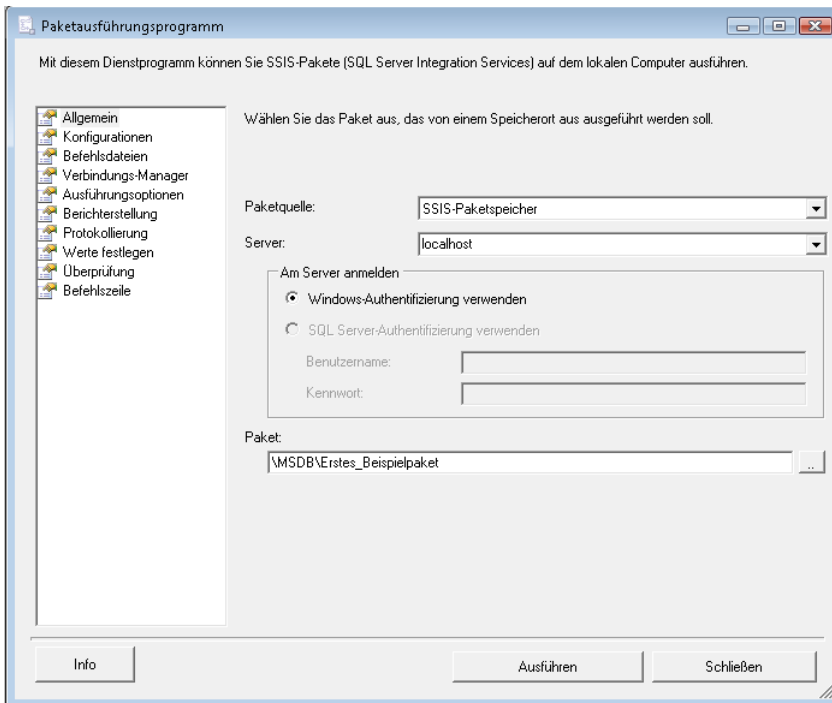 Paketausführungsprogramm
Mit diesem Dienstprogramm können Sie SSIS-Pakete (SQL Server Integration Services) auf dem lokalen Computer ausführen.
Allgemein
Konfigurationen
Befehlsdateien
Verbindungs-Manager
Ausführungsoptionen
Berichterstellung
Protokollierung
Werte festlegen
Überprüfung
Befehlszeile
Wählen Sie das Paket aus, das von einem Speicherort aus ausgeführt werden soll.
Paketquelle: SSIS-Paketspeicher
Server: localhost
Am Server anmelden
Windows-Authentifizierung verwenden
SQL Server-Authentifizierung verwenden
Benutzername:
Kennwort:
Paket:
\MSDB\Erstes_Beispielpaket
..
Info
Ausführen
Schließen